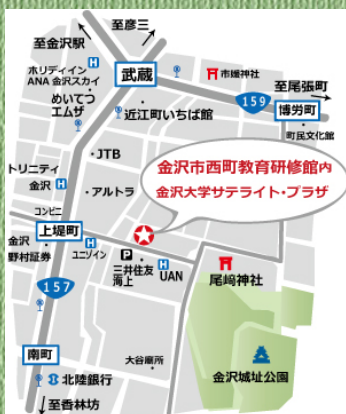 至彦三
至金沢駅
ホリディイン
ANA 金沢スカイ
武蔵
市媛神社
至尾張町
159
博労町
めいてつ
エムザ
近江町いちば館
町民文化館
JTB
金沢市西町教育研修館内
金沢大学サテライト・プラザ
トリニティ
金沢
アルトラ
コンビニ
上堤町
金沢
野村証券
ユニゾイン
P
三井住友
海上
UAN
尾﨑神社
157
南町
大谷廟所
金沢城址公園
北陸銀行
至香林坊